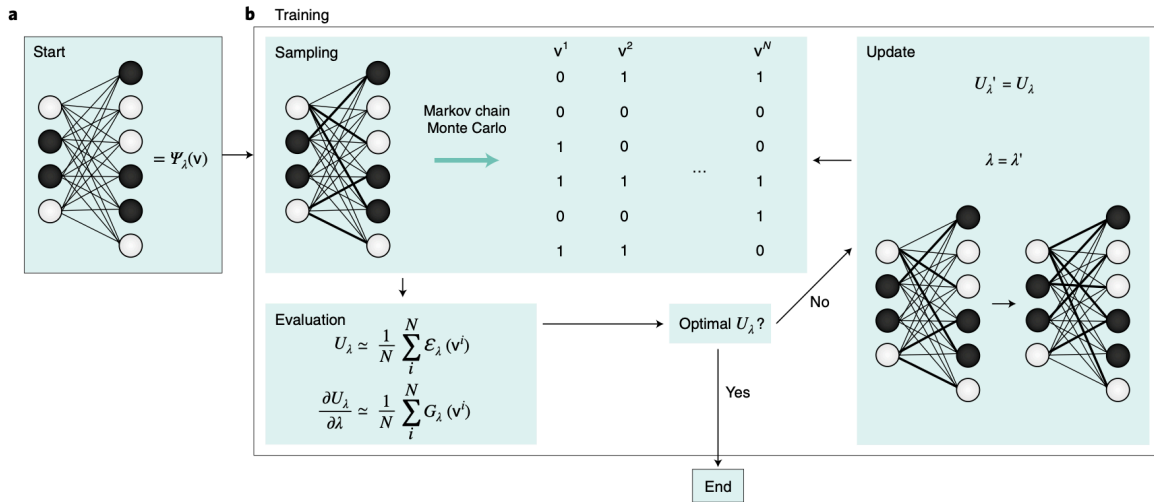 a
b Training
Start
= Ψ_λ(v)
Sampling
Markov chain
Monte Carlo
v^1 v^2 v^N
0 1 1
0 0 0
1 0 0
1 1 ... 1
0 0 1
1 1 0
Update
U_λ' = U_λ
λ = λ'
Evaluation
U_λ ≃ 1/N ∑_i^N ℰ_λ (v^i)
∂U_λ/∂λ ≃ 1/N ∑_i^N G_λ (v^i)
Optimal U_λ?
No
Yes
End